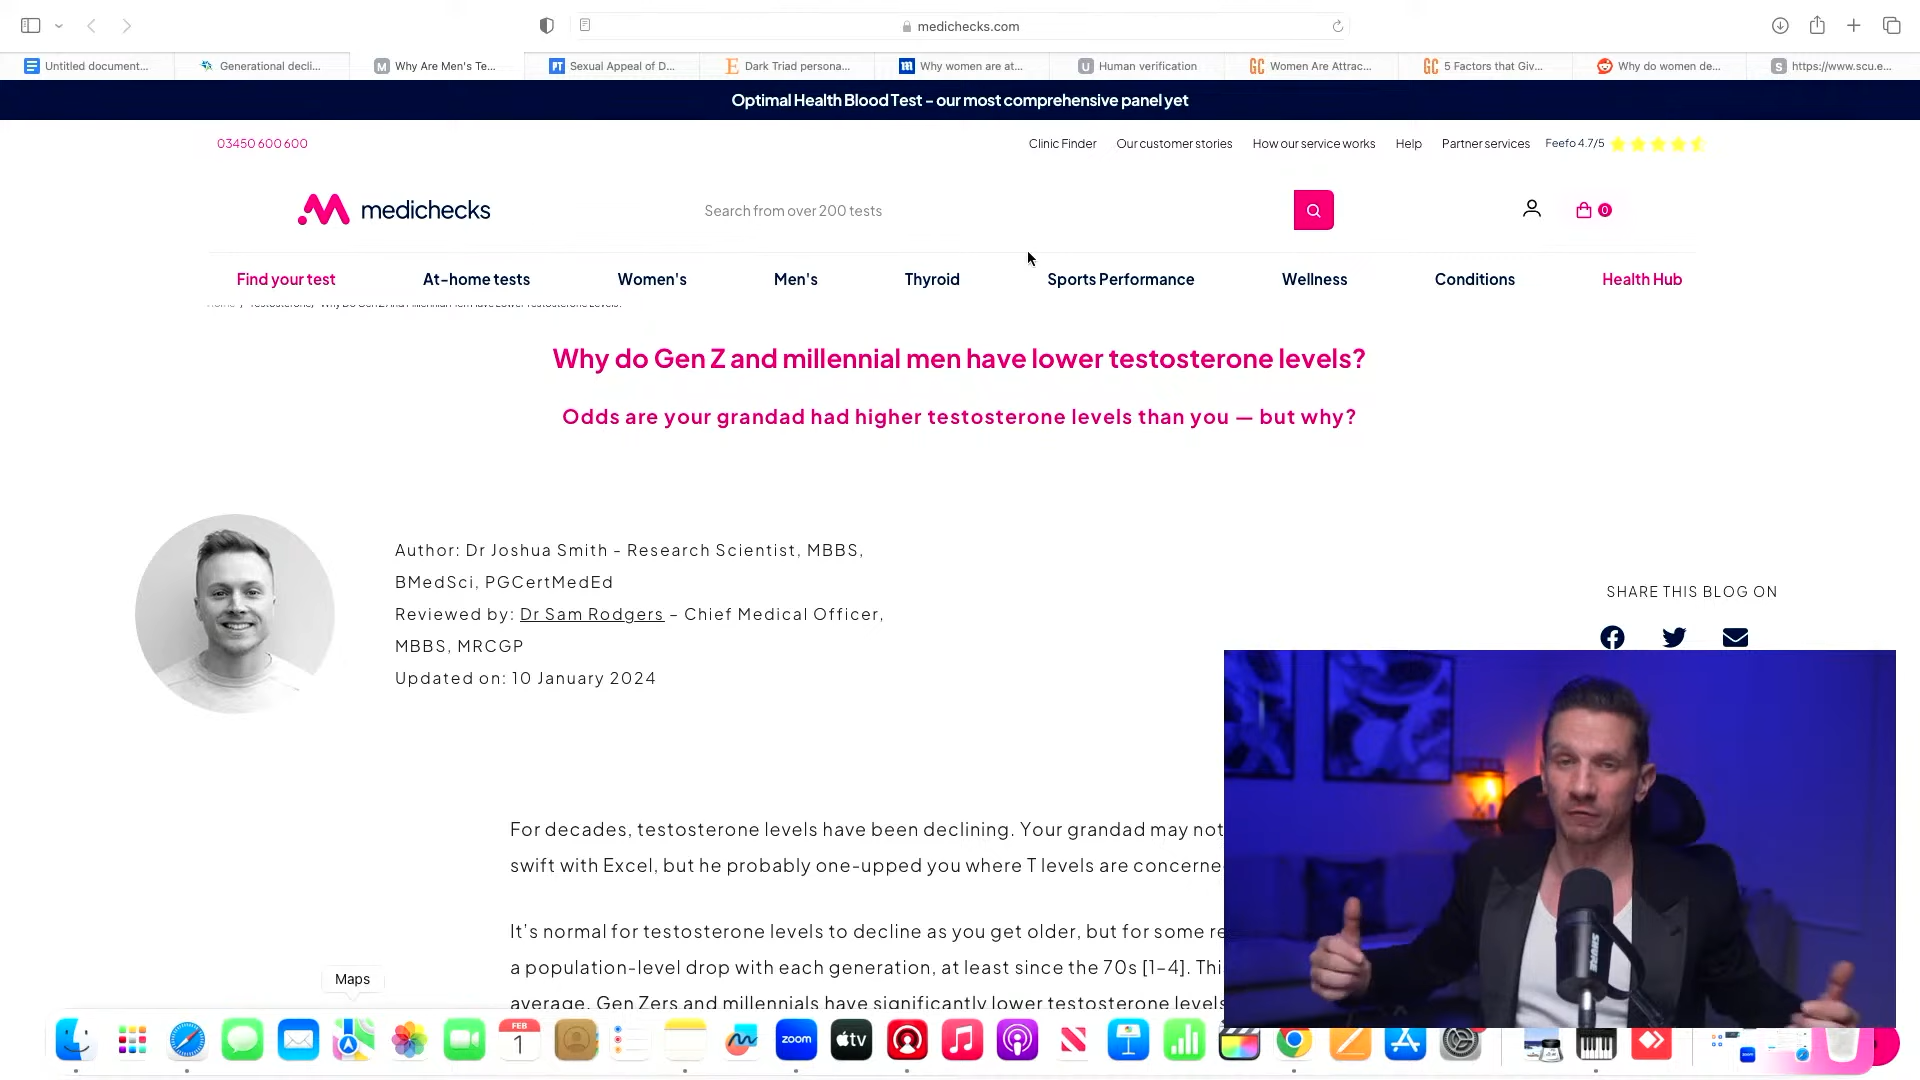 medichecks.com
Untitled document...
Generational decli...
Why Are Men's Te...
Sexual Appeal of D...
Dark Triad persona...
Why women are at...
Human verification
Women Are Attrac...
5 Factors that Giv...
Why do women de...
https://www.scu.e...
Optimal Health Blood Test – our most comprehensive panel yet
03450 600 600
Clinic Finder
Our customer stories
How our service works
Help
Partner services
Feefo 4.7/5
medichecks
Search from over 200 tests
0
Find your test
At-home tests
Women's
Men's
Thyroid
Sports Performance
Wellness
Conditions
Health Hub
Why do Gen Z and millennial men have lower testosterone levels?
Odds are your grandad had higher testosterone levels than you — but why?
Author: Dr Joshua Smith - Research Scientist, MBBS,
BMedSci, PGCertMedEd
Reviewed by: Dr Sam Rodgers – Chief Medical Officer,
MBBS, MRCGP
Updated on: 10 January 2024
SHARE THIS BLOG ON
For decades, testosterone levels have been declining. Your grandad may not
swift with Excel, but he probably one-upped you where T levels are concerne
It's normal for testosterone levels to decline as you get older, but for some re
a population-level drop with each generation, at least since the 70s [1–4]. Thi
average, Gen Zers and millennials have significantly lower testosterone levels
SHURE
Maps
FEB
1
zoom
tv